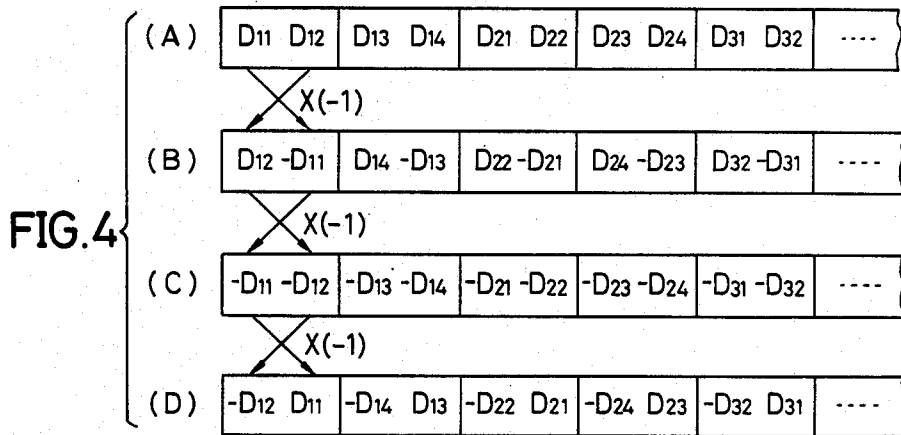 (A) D11 D12 D13 D14 D21 D22 D23 D24 D31 D32 ----
X(-1)
(B) D12 -D11 D14 -D13 D22 -D21 D24 -D23 D32 -D31 ----
X(-1)
FIG.4
(C) -D11 -D12 -D13 -D14 -D21 -D22 -D23 -D24 -D31 -D32 ----
X(-1)
(D) -D12 D11 -D14 D13 -D22 D21 -D24 D23 -D32 D31 ----